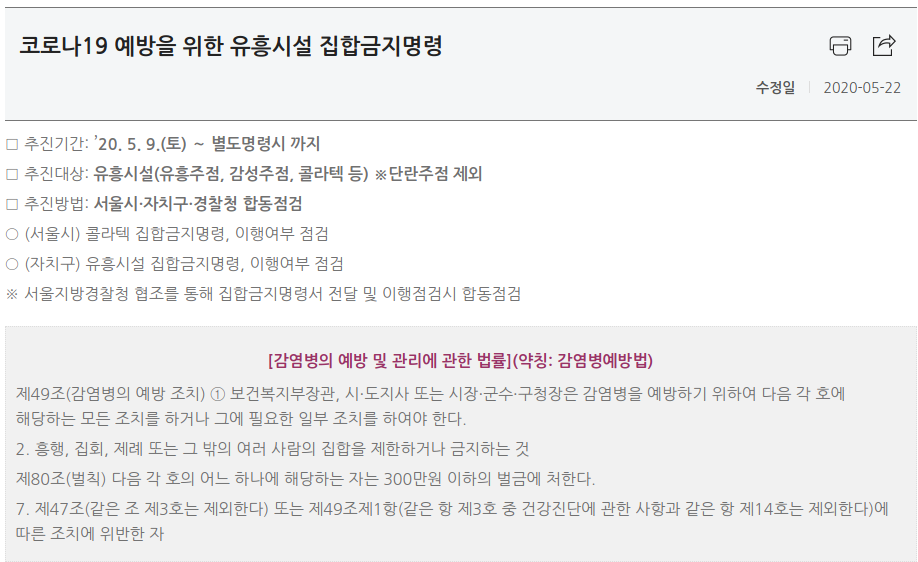 코로나19 예방을 위한 유흥시설 집합금지명령
수정일 2020-05-22
□ 추진기간: ’20. 5. 9.(토) ~ 별도명령시 까지
□ 추진대상: 유흥시설(유흥주점, 감성주점, 콜라텍 등) ※단란주점 제외
□ 추진방법: 서울시·자치구·경찰청 합동점검
○ (서울시) 콜라텍 집합금지명령, 이행여부 점검
○ (자치구) 유흥시설 집합금지명령, 이행여부 점검
※ 서울지방경찰청 협조를 통해 집합금지명령서 전달 및 이행점검시 합동점검
[감염병의 예방 및 관리에 관한 법률](약칭: 감염병예방법)
제49조(감염병의 예방 조치) ① 보건복지부장관, 시·도지사 또는 시장·군수·구청장은 감염병을 예방하기 위하여 다음 각 호에
해당하는 모든 조치를 하거나 그에 필요한 일부 조치를 하여야 한다.
2. 흥행, 집회, 제례 또는 그 밖의 여러 사람의 집합을 제한하거나 금지하는 것
제80조(벌칙) 다음 각 호의 어느 하나에 해당하는 자는 300만원 이하의 벌금에 처한다.
7. 제47조(같은 조 제3호는 제외한다) 또는 제49조제1항(같은 항 제3호 중 건강진단에 관한 사항과 같은 항 제14호는 제외한다)에
따른 조치에 위반한 자